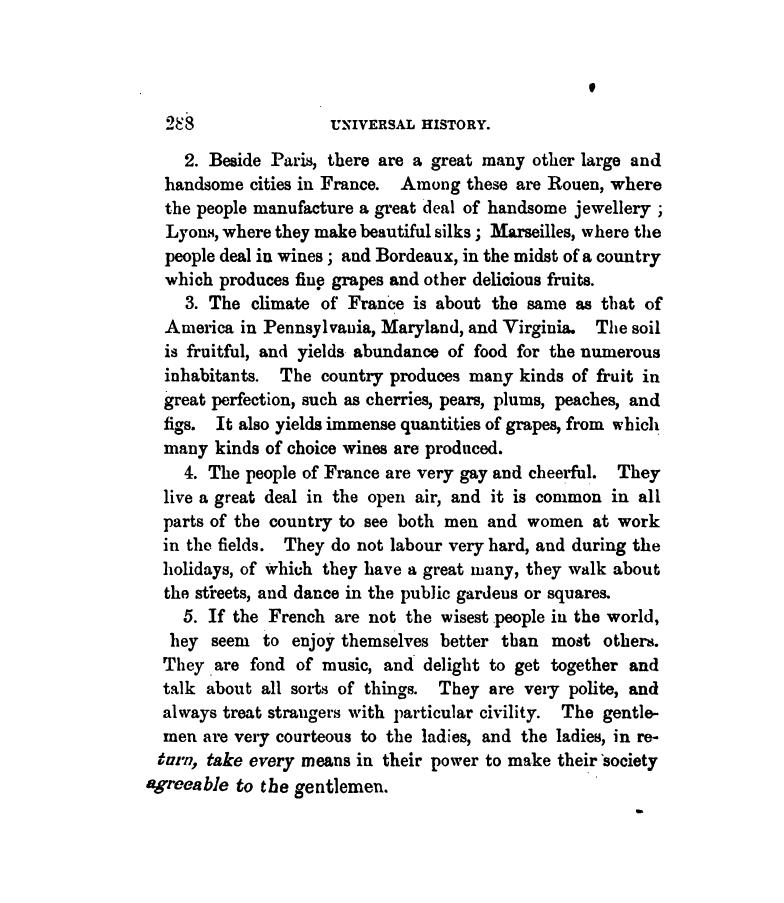 288 UNIVERSAL HISTORY.
2. Beside Paris, there are a great many other large and
handsome cities in France. Among these are Rouen, where
the people manufacture a great deal of handsome jewellery ;
Lyons, where they make beautiful silks ; Marseilles, where the
people deal in wines ; and Bordeaux, in the midst of a country
which produces fine grapes and other delicious fruits.
3. The climate of France is about the same as that of
America in Pennsylvania, Maryland, and Virginia. The soil
is fruitful, and yields abundance of food for the numerous
inhabitants. The country produces many kinds of fruit in
great perfection, such as cherries, pears, plums, peaches, and
figs. It also yields immense quantities of grapes, from which
many kinds of choice wines are produced.
4. The people of France are very gay and cheerful. They
live a great deal in the open air, and it is common in all
parts of the country to see both men and women at work
in the fields. They do not labour very hard, and during the
holidays, of which they have a great many, they walk about
the streets, and dance in the public gardens or squares.
5. If the French are not the wisest people in the world,
hey seem to enjoy themselves better than most others.
They are fond of music, and delight to get together and
talk about all sorts of things. They are very polite, and
always treat strangers with particular civility. The gentle-
men are very courteous to the ladies, and the ladies, in re-
turn, take every means in their power to make their society
agreeable to the gentlemen.